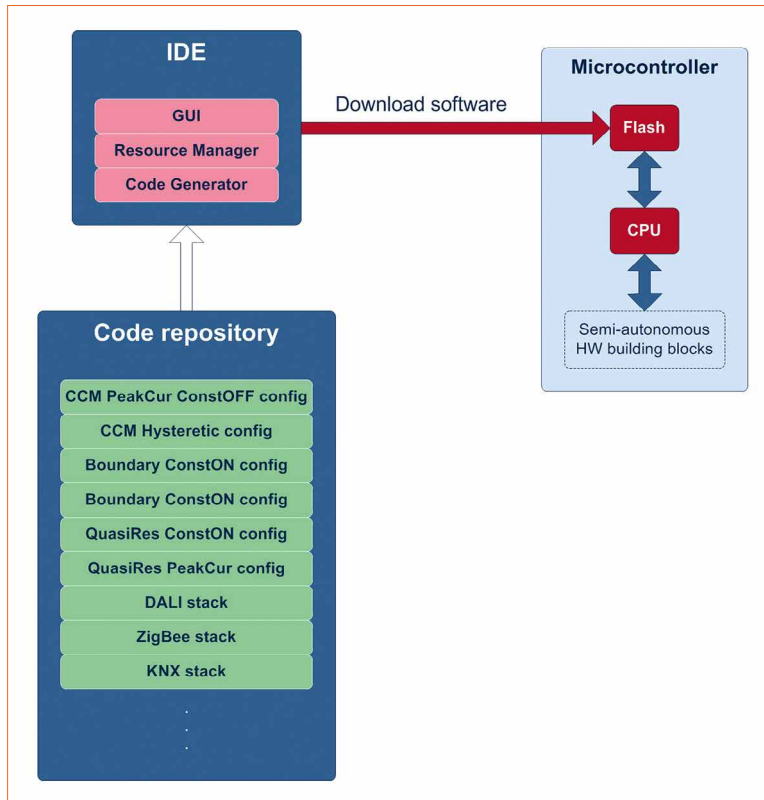 IDE
GUI
Resource Manager
Code Generator
Download software
Microcontroller
Flash
CPU
Semi-autonomous
HW building blocks
Code repository
CCM PeakCur ConstOFF config
CCM Hysteretic config
Boundary ConstON config
Boundary ConstON config
QuasiRes ConstON config
QuasiRes PeakCur config
DALI stack
ZigBee stack
KNX stack
.
.
.